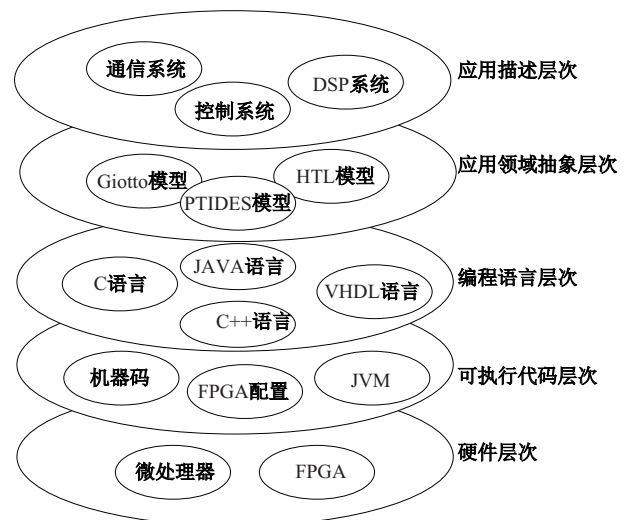 通信系统
DSP系统
应用描述层次
控制系统
应用领域抽象层次
Giotto模型
HTL模型
PTIDES模型
JAVA语言
编程语言层次
C语言
VHDL语言
C++语言
机器码
FPGA配置
JVM
可执行代码层次
硬件层次
微处理器
FPGA